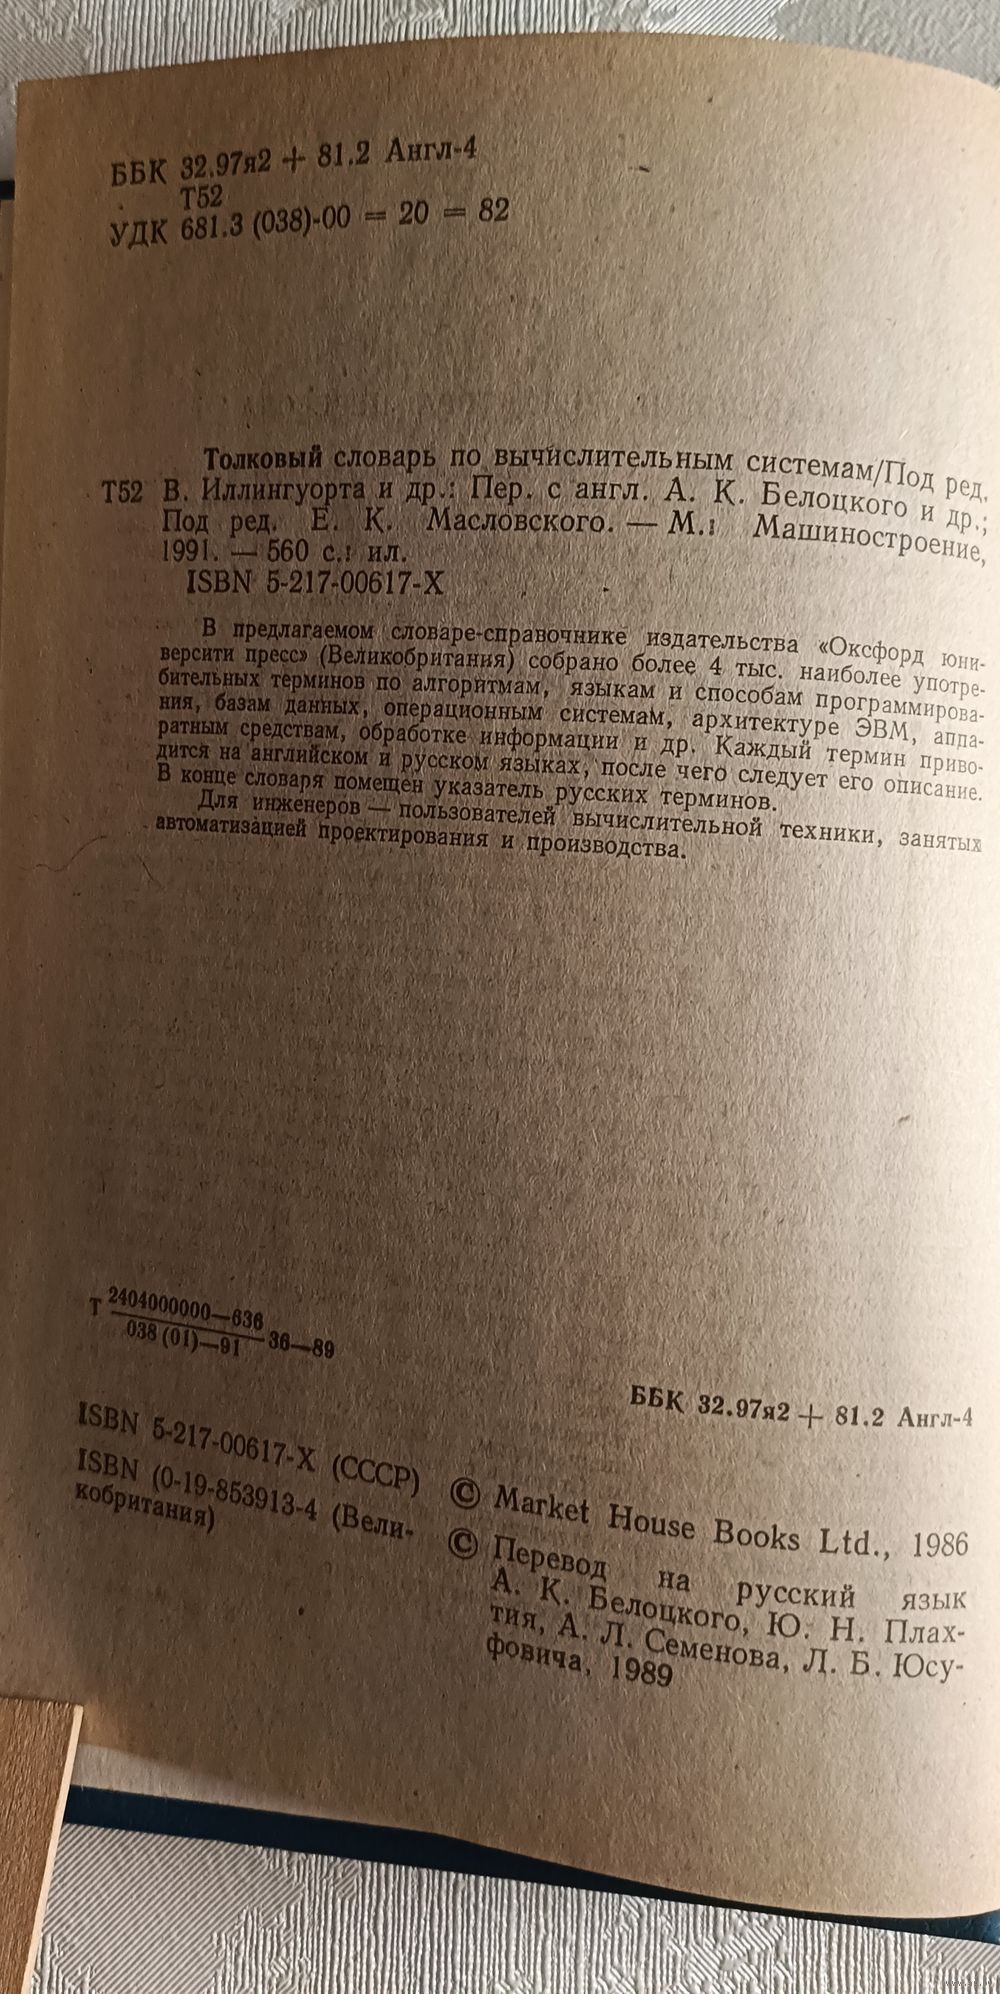 ББК 32.97я2 + 81.2 Англ-4
Т52
УДК 681.3 (038)-00 = 20 = 82
Толковый словарь по вычислительным системам/Под ред.
Т52 В. Иллингуорта и др.: Пер. с англ. А. К. Белоцкого и др.;
Под ред. Е. К. Масловского. — М.: Машиностроение,
1991. — 560 с.: ил.
ISBN 5-217-00617-X
В предлагаемом словаре-справочнике издательства «Оксфорд юни-
верcити пресс» (Великобритания) собрано более 4 тыс. наиболее употре-
бительных терминов по алгоритмам, языкам и способам программирова-
ния, базам данных, операционным системам, архитектуре ЭВМ, аппа-
ратным средствам, обработке информации и др. Каждый термин приво-
дится на английском и русском языках, после чего следует его описание.
В конце словаря помещен указатель русских терминов.
Для инженеров — пользователей вычислительной техники, занятых
автоматизацией проектирования и производства.
Т 2404000000—636
038 (01)—91 36—89
ББК 32.97я2 + 81.2 Англ-4
ISBN 5-217-00617-X (СССР)
ISBN (0-19-853913-4 (Вели-
кобритания)
© Market House Books Ltd., 1986
© Перевод на русский язык
А. К. Белоцкого, Ю. Н. Плах-
тия, А. Л. Семенова, Л. Б. Юсу-
фовича, 1989